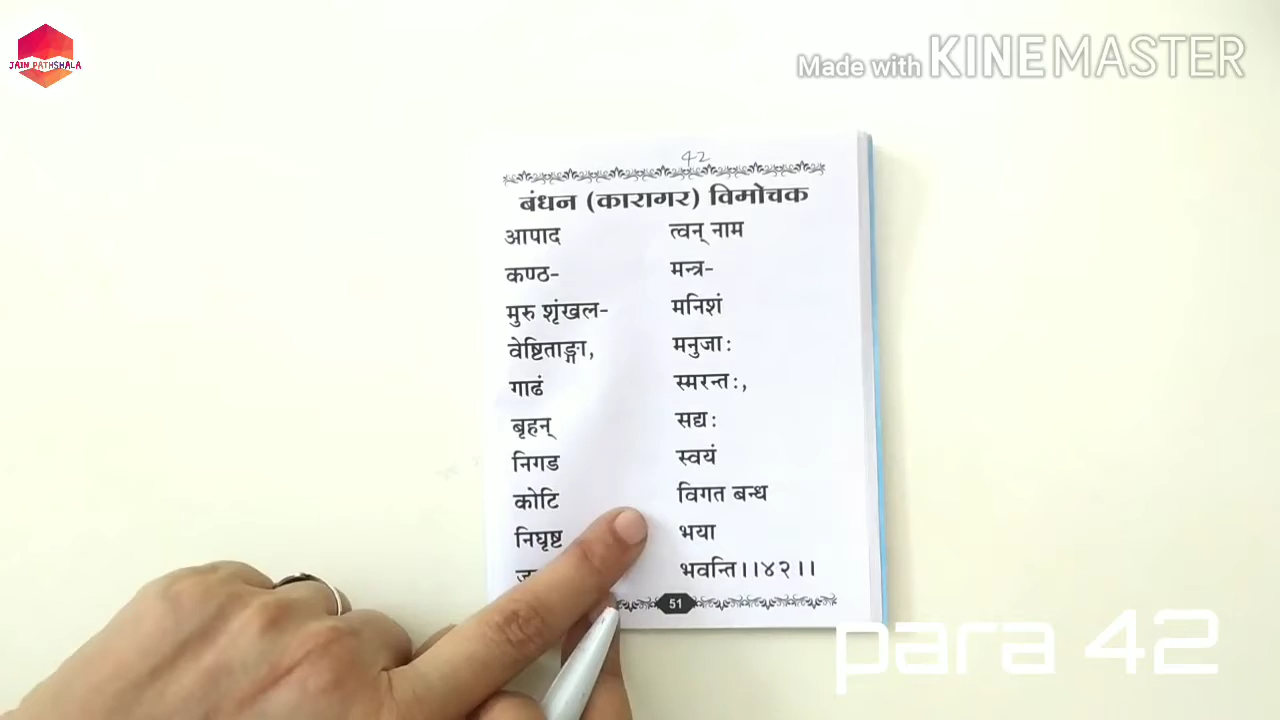 JAIN PATHSHALA
Made with KINEMASTER
42
बंधन (कारागर) विमोचक
आपाद
कण्ठ-
मुरु शृंखल-
वेष्टिताङ्गा,
गाढं
बृहन्
निगड
कोटि
निघृष्ट
त्वन् नाम
मन्त्र-
मनिशं
मनुजाः
स्मरन्तः,
सद्यः
स्वयं
विगत बन्ध
भया
भवन्ति।।४२।।
51
para 42